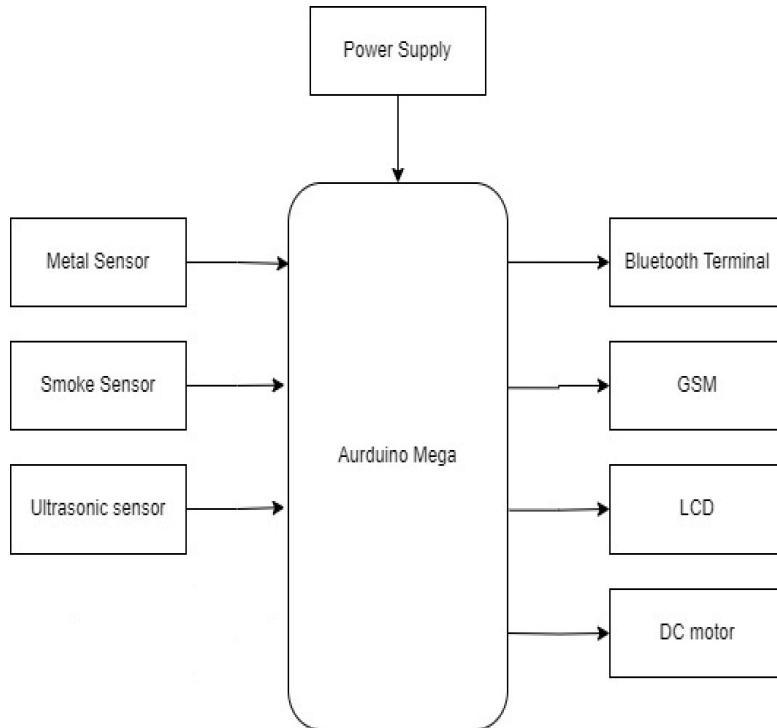 Power Supply
Metal Sensor
Bluetooth Terminal
Smoke Sensor
GSM
Aurduino Mega
Ultrasonic sensor
LCD
DC motor